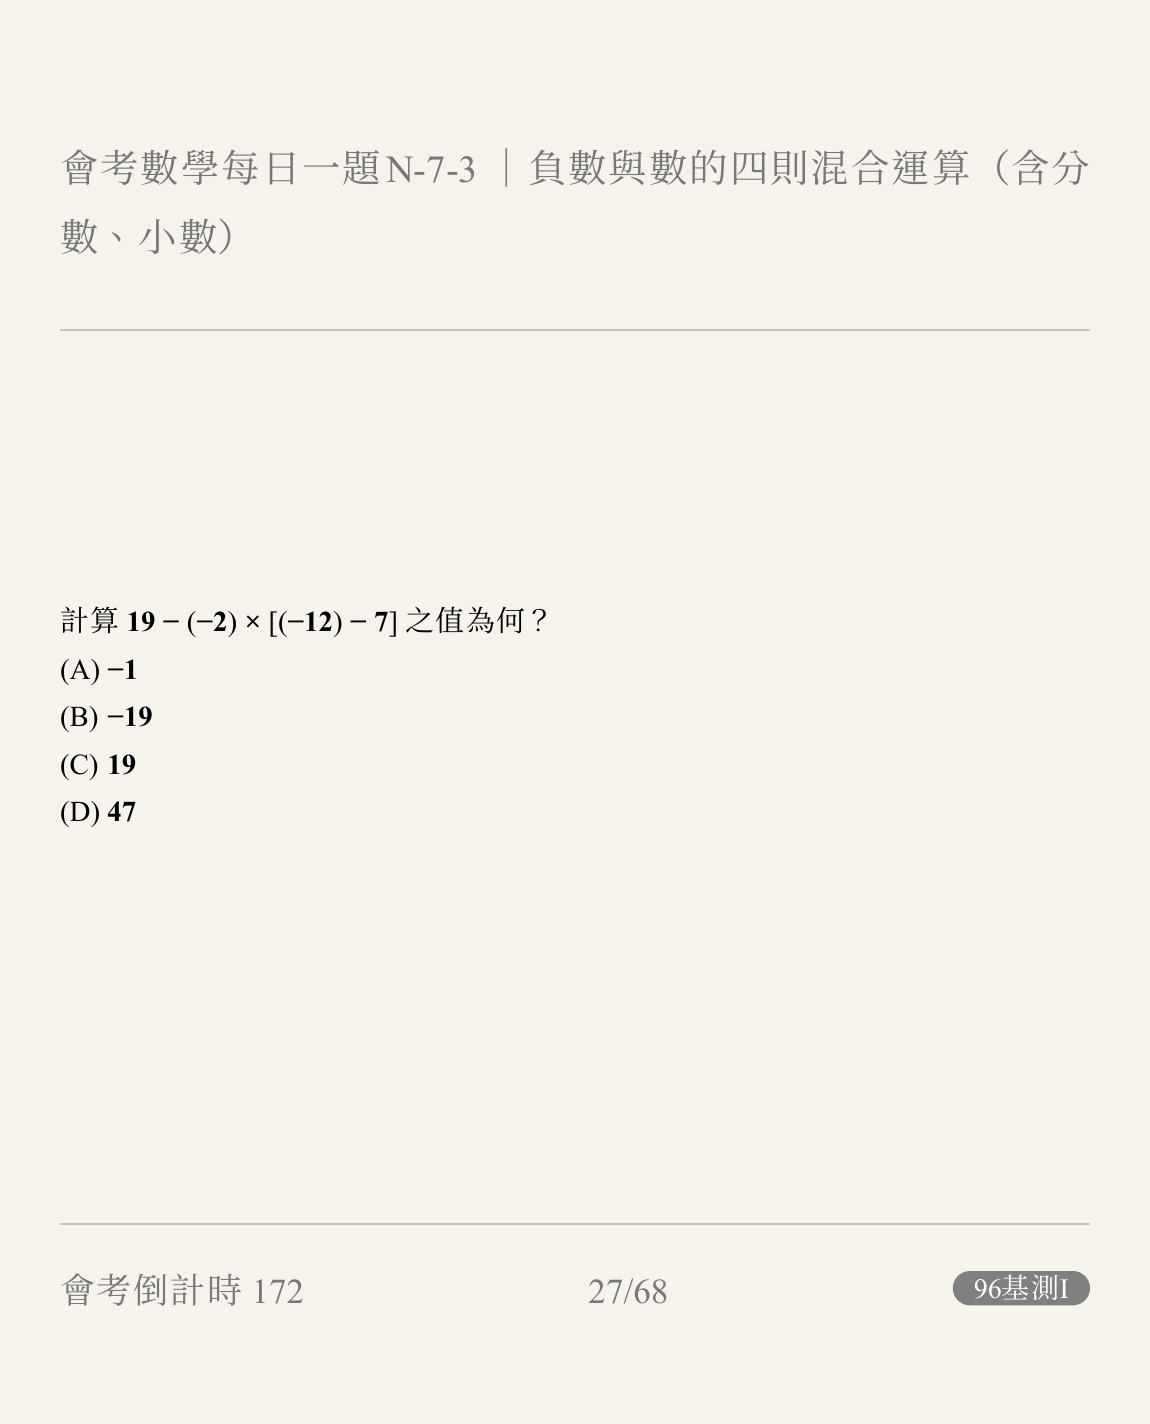 會考數學每日一題N-7-3｜負數與數的四則混合運算（含分
數、小數）
計算 19 − (−2) × [(−12) − 7] 之值為何？
(A) −1
(B) −19
(C) 19
(D) 47
會考倒計時 172
27/68
96基測I